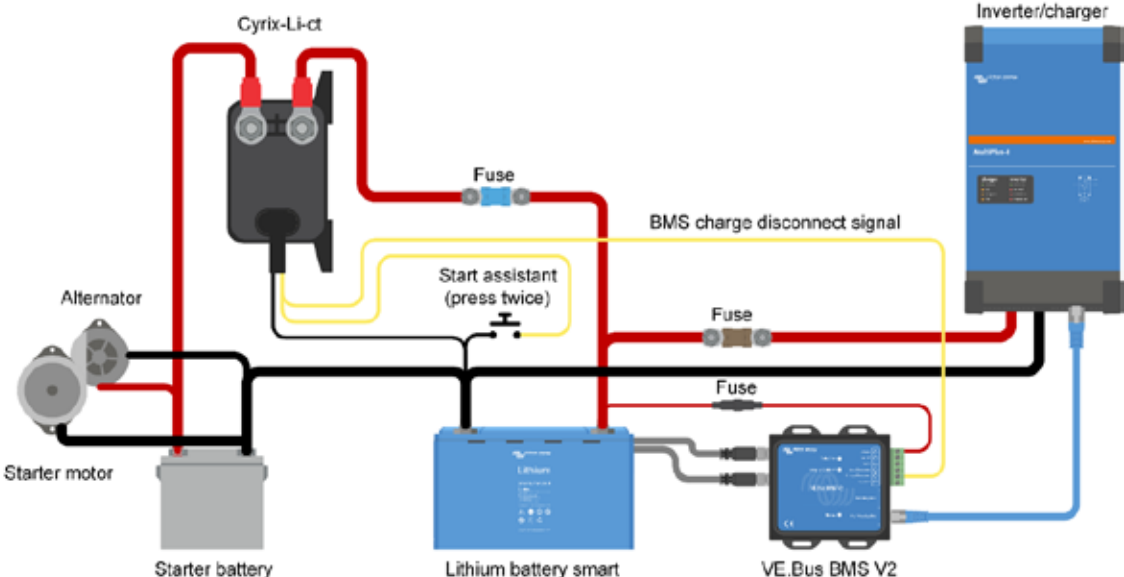 Inverter/charger
Cyrix-Li-ct
Fuse
BMS charge disconnect signal
Start assistant
(press twice)
Alternator
Fuse
Fuse
Starter motor
Lithium
Starter battery
Lithium battery smart
VE.Bus BMS V2